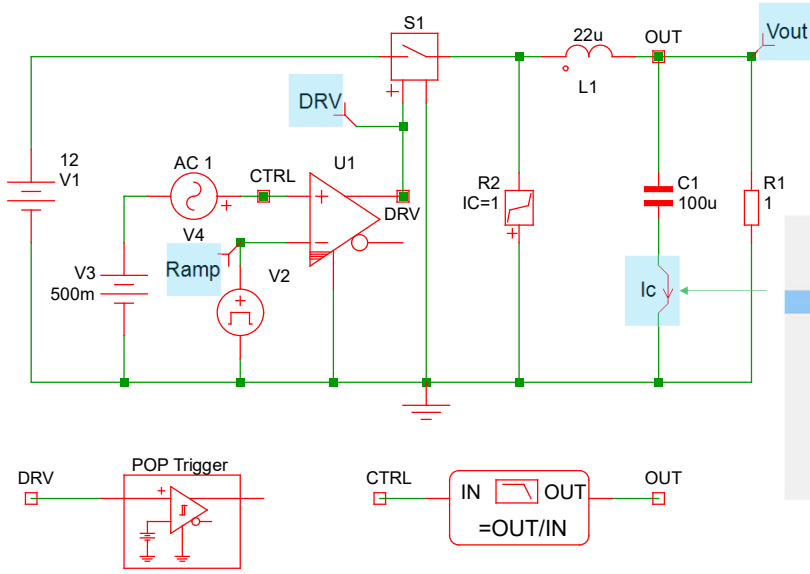 S1
22u
OUT
Vout
L1
DRV
12
V1
AC 1
CTRL
U1
DRV
V4
Ramp
V2
V3
500m
R2
IC=1
C1
100u
R1
1
Ic
DRV
POP Trigger
CTRL
IN
OUT
=OUT/IN
OUT